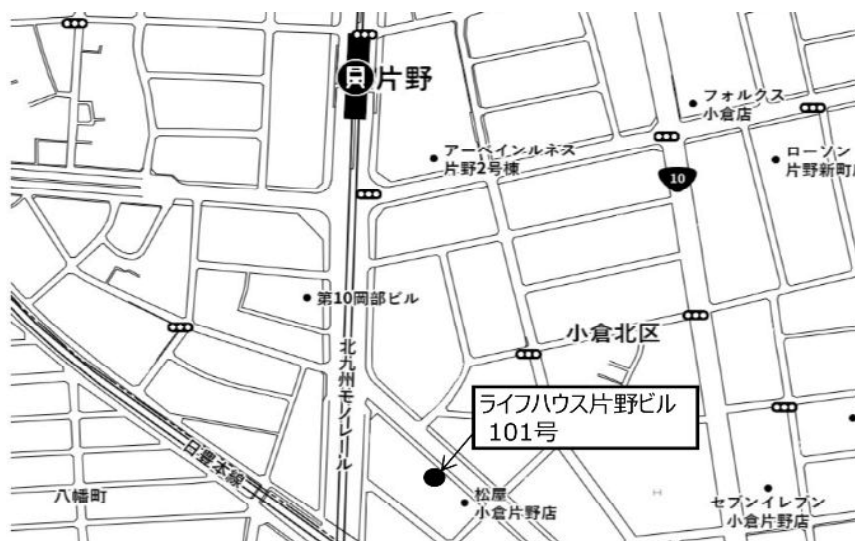 片野
フォルクス
小倉店
アーベインルネス
片野2号棟
ローソン
片野新町
10
第10岡部ビル
小倉北区
北九州モノレール
ライフハウス片野ビル
101号
日豊本線
八幡町
松屋
小倉片野店
セブンイレブン
小倉片野店